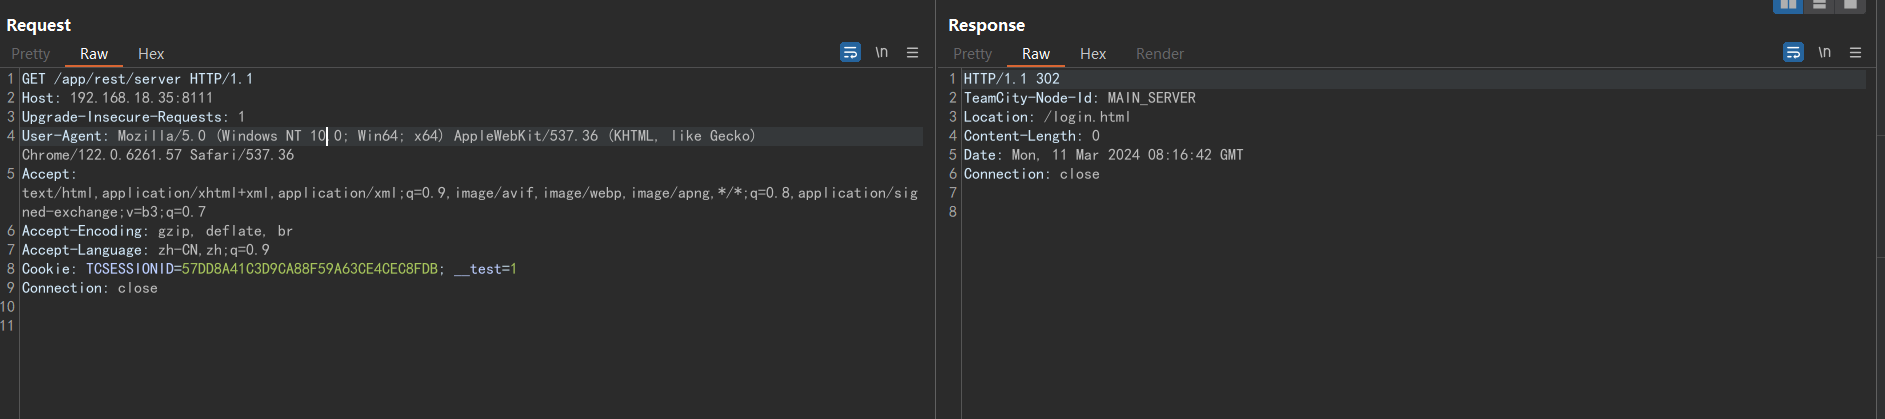 Request
Pretty Raw Hex
\n
1 GET /app/rest/server HTTP/1.1
2 Host: 192.168.18.35:8111
3 Upgrade-Insecure-Requests: 1
4 User-Agent: Mozilla/5.0 (Windows NT 10.0; Win64; x64) AppleWebKit/537.36 (KHTML, like Gecko)
Chrome/122.0.6261.57 Safari/537.36
5 Accept:
text/html,application/xhtml+xml,application/xml;q=0.9,image/avif,image/webp,image/apng,*/*;q=0.8,application/sig
ned-exchange;v=b3;q=0.7
6 Accept-Encoding: gzip, deflate, br
7 Accept-Language: zh-CN,zh;q=0.9
8 Cookie: TCSESSIONID=57DD8A41C3D9CA88F59A63CE4CEC8FDB; __test=1
9 Connection: close
10
11
Response
Pretty Raw Hex Render
\n
1 HTTP/1.1 302
2 TeamCity-Node-Id: MAIN_SERVER
3 Location: /login.html
4 Content-Length: 0
5 Date: Mon, 11 Mar 2024 08:16:42 GMT
6 Connection: close
7
8